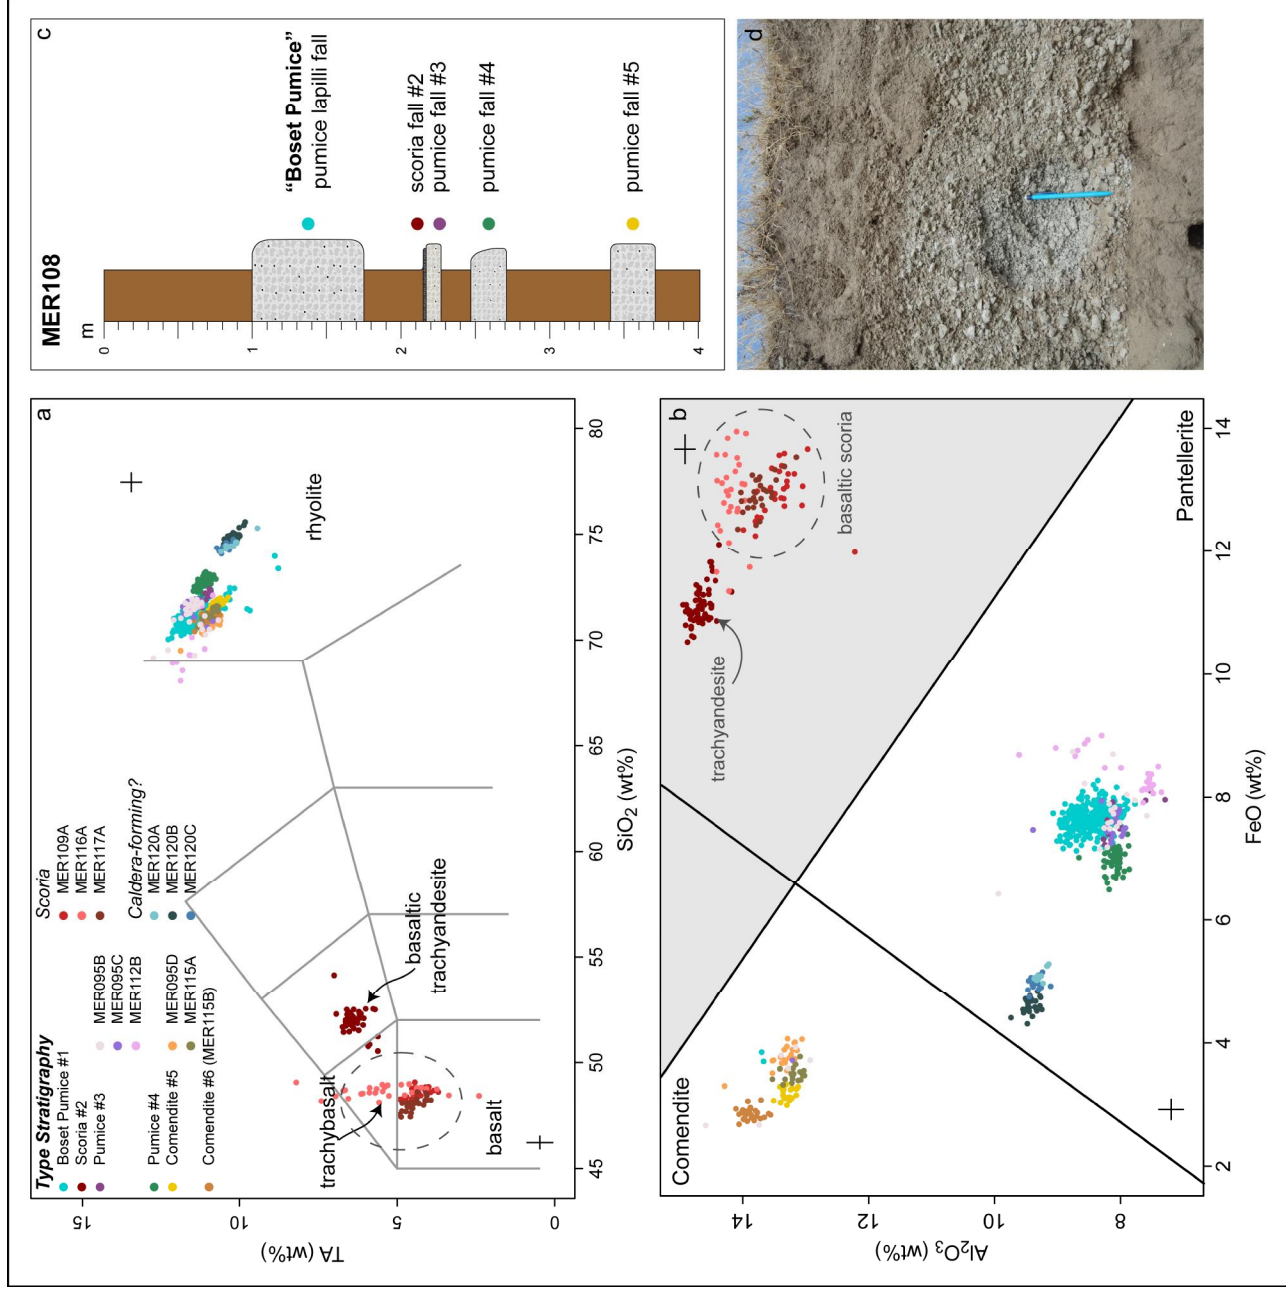 a
Type Stratigraphy
Boset Pumice #1
Scoria #2
Pumice #3
Pumice #4
Comendite #5
Comendite #6 (MER115B)
MER095B
MER095C
MER112B
MER095D
MER115A
Scoria
MER109A
MER116A
MER117A
Caldera-forming?
MER120A
MER120B
MER120C
trachybasalt
basalt
basaltic
trachyandesite
rhyolite
TA (wt%)
0
5
10
15
45
50
55
60
65
70
75
80
SiO2 (wt%)
b
Comendite
Pantellerite
trachyandesite
basaltic scoria
Al2O3 (wt%)
14
12
10
8
2
4
6
8
10
12
14
FeO (wt%)
c
MER108
m
0
1
2
3
4
"Boset Pumice"
pumice lapilli fall
scoria fall #2
pumice fall #3
pumice fall #4
pumice fall #5
d